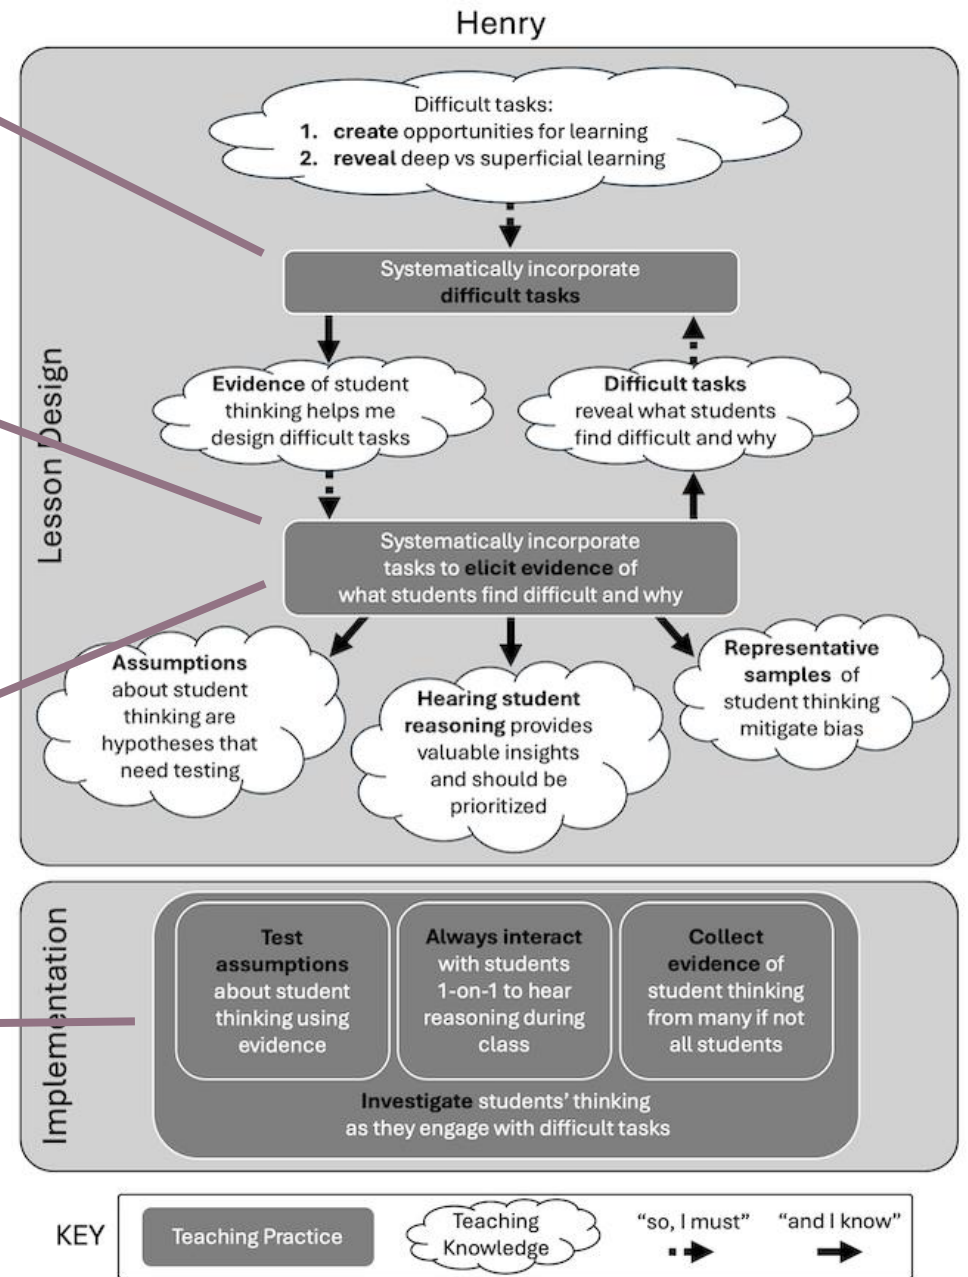 Henry
Lesson Design
Difficult tasks:
1. create opportunities for learning
2. reveal deep vs superficial learning
Systematically incorporate
difficult tasks
Evidence of student
thinking helps me
design difficult tasks
Difficult tasks
reveal what students
find difficult and why
Systematically incorporate
tasks to elicit evidence of
what students find difficult and why
Assumptions
about student
thinking are
hypotheses that
need testing
Hearing student
reasoning provides
valuable insights
and should be
prioritized
Representative
samples of
student thinking
mitigate bias
Implementation
Test
assumptions
about student
thinking using
evidence
Always interact
with students
1-on-1 to hear
reasoning during
class
Collect
evidence of
student thinking
from many if not
all students
Investigate students' thinking
as they engage with difficult tasks
KEY
Teaching Practice
Teaching
Knowledge
“so, I must”
“and I know”